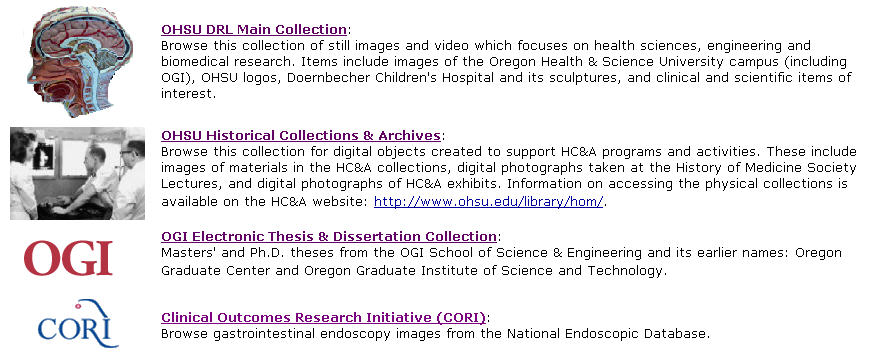 OHSU DRL Main Collection:
Browse this collection of still images and video which focuses on health sciences, engineering and
biomedical research. Items include images of the Oregon Health & Science University campus (including
OGI), OHSU logos, Doernbecher Children's Hospital and its sculptures, and clinical and scientific items of
interest.
OHSU Historical Collections & Archives:
Browse this collection for digital objects created to support HC&A programs and activities. These include
images of materials in the HC&A collections, digital photographs taken at the History of Medicine Society
Lectures, and digital photographs of HC&A exhibits. Information on accessing the physical collections is
available on the HC&A website: http://www.ohsu.edu/library/hom/.
OGI
OGI Electronic Thesis & Dissertation Collection:
Masters' and Ph.D. theses from the OGI School of Science & Engineering and its earlier names: Oregon
Graduate Center and Oregon Graduate Institute of Science and Technology.
CORI
Clinical Outcomes Research Initiative (CORI):
Browse gastrointestinal endoscopy images from the National Endoscopic Database.